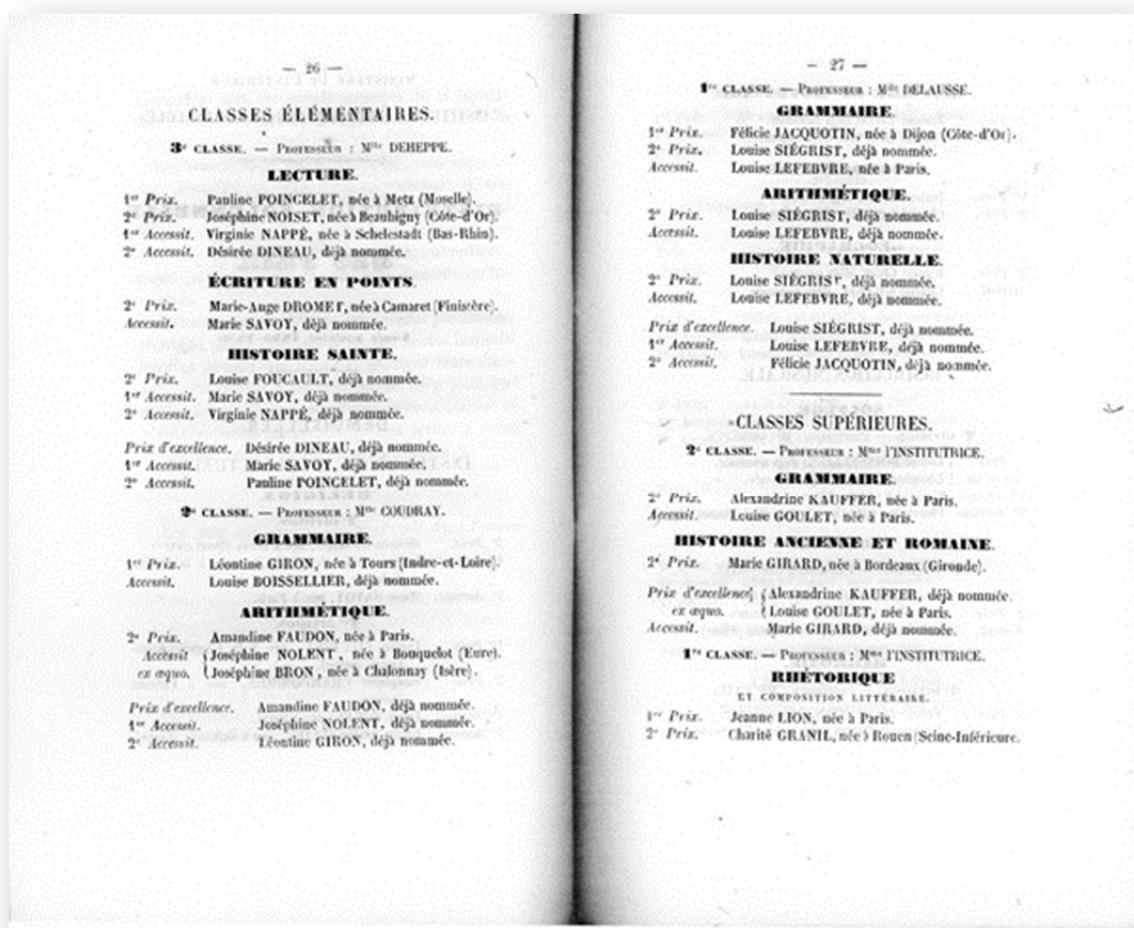 — 26 —
CLASSES ÉLÉMENTAIRES.
3e CLASSE. — Professeur : Mlle DEHEPPE.
LECTURE.
1er Prix. Pauline POINCELET, née à Metz (Moselle).
2e Prix. Joséphine NOISET, née à Beaubigny (Côte-d'Or).
1er Accessit. Virginie NAPPÉ, née à Schelestadt (Bas-Rhin).
2e Accessit. Désirée DINEAU, déjà nommée.
ÉCRITURE EN POINTS.
2e Prix. Marie-Ange DROMET, née à Camaret (Finistère).
Accessit. Marie SAVOY, déjà nommée.
HISTOIRE SAINTE.
2e Prix. Louise FOUCAULT, déjà nommée.
1er Accessit. Marie SAVOY, déjà nommée.
2e Accessit. Virginie NAPPÉ, déjà nommée.
Prix d'excellence. Désirée DINEAU, déjà nommée.
1er Accessit. Marie SAVOY, déjà nommée.
2e Accessit. Pauline POINCELET, déjà nommée.
2e CLASSE. — Professeur : Mlle COUDRAY.
GRAMMAIRE.
1er Prix. Léontine GIRON, née à Tours (Indre-et-Loire).
Accessit. Louise BOISSELLIER, déjà nommée.
ARITHMÉTIQUE.
2e Prix. Amandine FAUDON, née à Paris.
Accessit { Joséphine NOLENT, née à Bouquelot (Eure).
ex æquo. { Joséphine BRON, née à Chalonnay (Isère).
Prix d'excellence. Amandine FAUDON, déjà nommée.
1er Accessit. Joséphine NOLENT, déjà nommée.
2e Accessit. Léontine GIRON, déjà nommée.
— 27 —
1re CLASSE. — Professeur : Mlle DELAUSSE.
GRAMMAIRE.
1er Prix. Félicie JACQUOTIN, née à Dijon (Côte-d'Or).
2e Prix. Louise SIÉGRIST, déjà nommée.
Accessit. Louise LEFEBVRE, née à Paris.
ARITHMÉTIQUE.
2e Prix. Louise SIÉGRIST, déjà nommée.
Accessit. Louise LEFEBVRE, déjà nommée.
HISTOIRE NATURELLE.
2e Prix. Louise SIÉGRIST, déjà nommée.
Accessit. Louise LEFEBVRE, déjà nommée.
Prix d'excellence. Louise SIÉGRIST, déjà nommée.
1er Accessit. Louise LEFEBVRE, déjà nommée.
2e Accessit. Félicie JACQUOTIN, déjà nommée.
CLASSES SUPÉRIEURES.
2e CLASSE. — Professeur : Mme l'INSTITUTRICE.
GRAMMAIRE.
2e Prix. Alexandrine KAUFFER, née à Paris.
Accessit. Louise GOULET, née à Paris.
HISTOIRE ANCIENNE ET ROMAINE.
2e Prix. Marie GIRARD, née à Bordeaux (Gironde).
Prix d'excellence, { Alexandrine KAUFFER, déjà nommée.
ex æquo. { Louise GOULET, née à Paris.
Accessit. Marie GIRARD, déjà nommée.
1re CLASSE. — Professeur : Mme l'INSTITUTRICE.
RHÉTORIQUE
ET COMPOSITION LITTÉRAIRE.
1er Prix. Jeanne LION, née à Paris.
2e Prix. Charité GRANIL, née à Rouen (Seine-Inférieure.